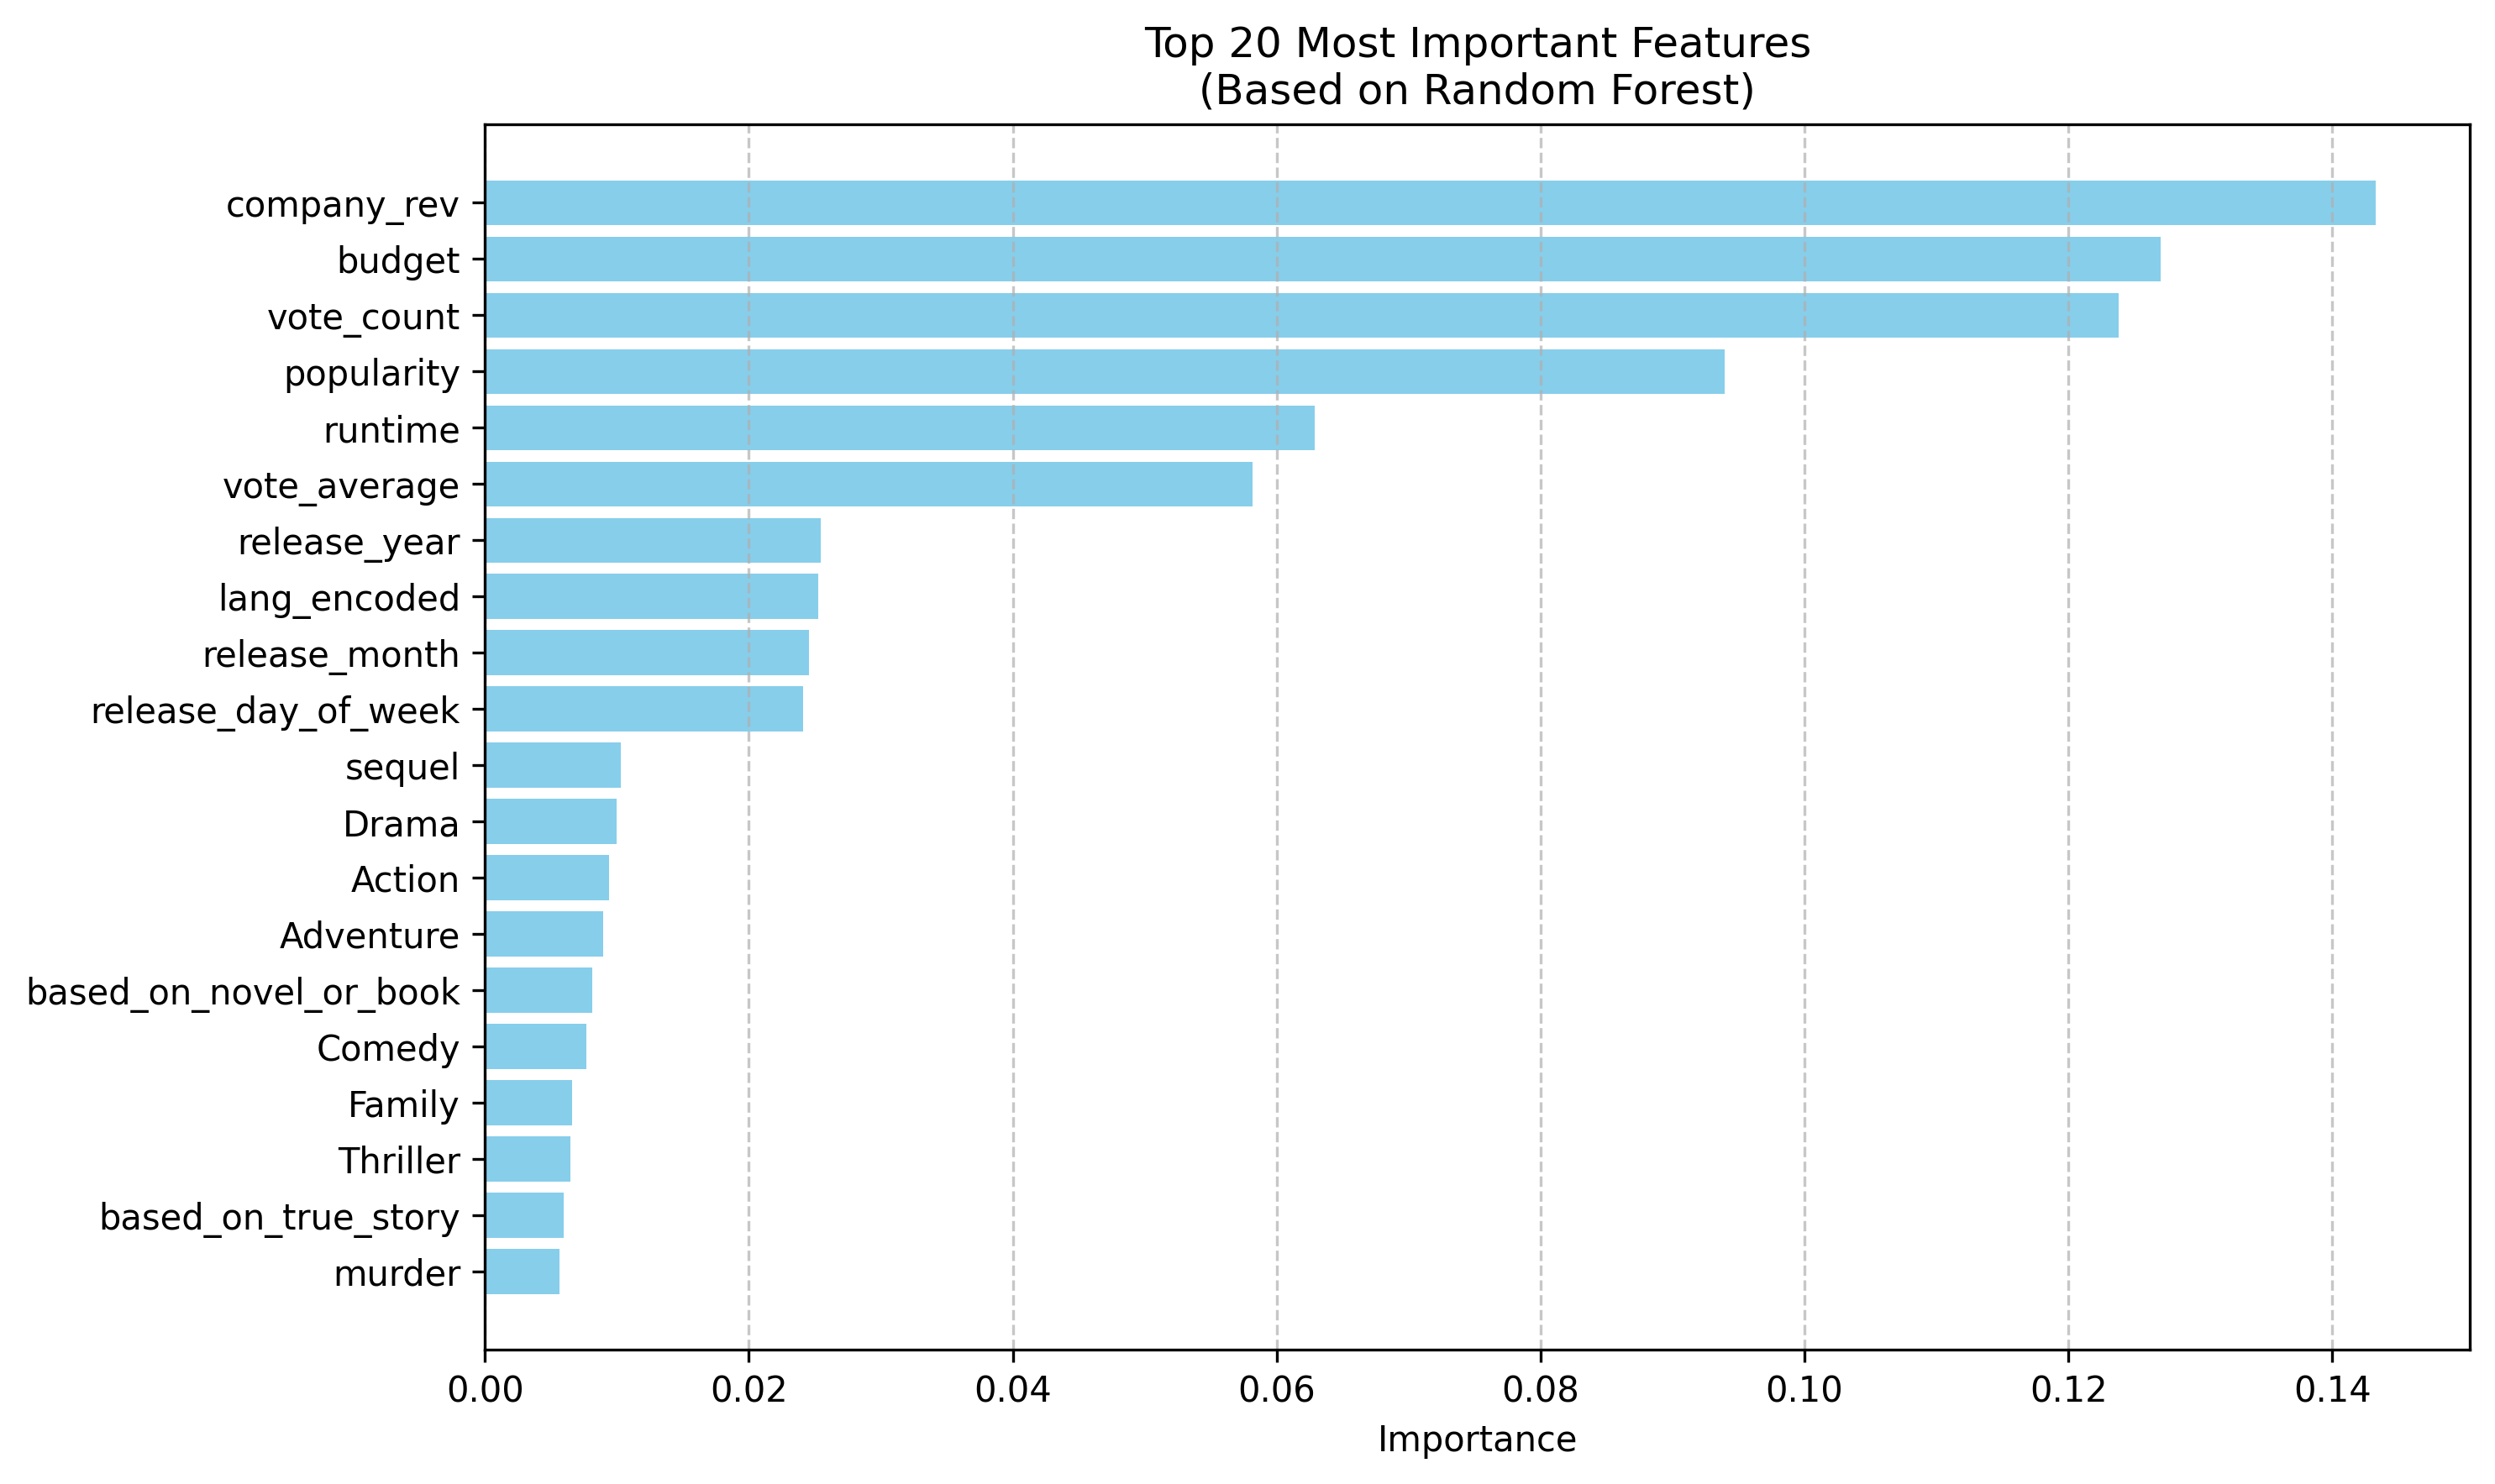 Top 20 Most Important Features
(Based on Random Forest)
company_rev
budget
vote_count
popularity
runtime
vote_average
release_year
lang_encoded
release_month
release_day_of_week
sequel
Drama
Action
Adventure
based_on_novel_or_book
Comedy
Family
Thriller
based_on_true_story
murder
0.00 0.02 0.04 0.06 0.08 0.10 0.12 0.14
Importance